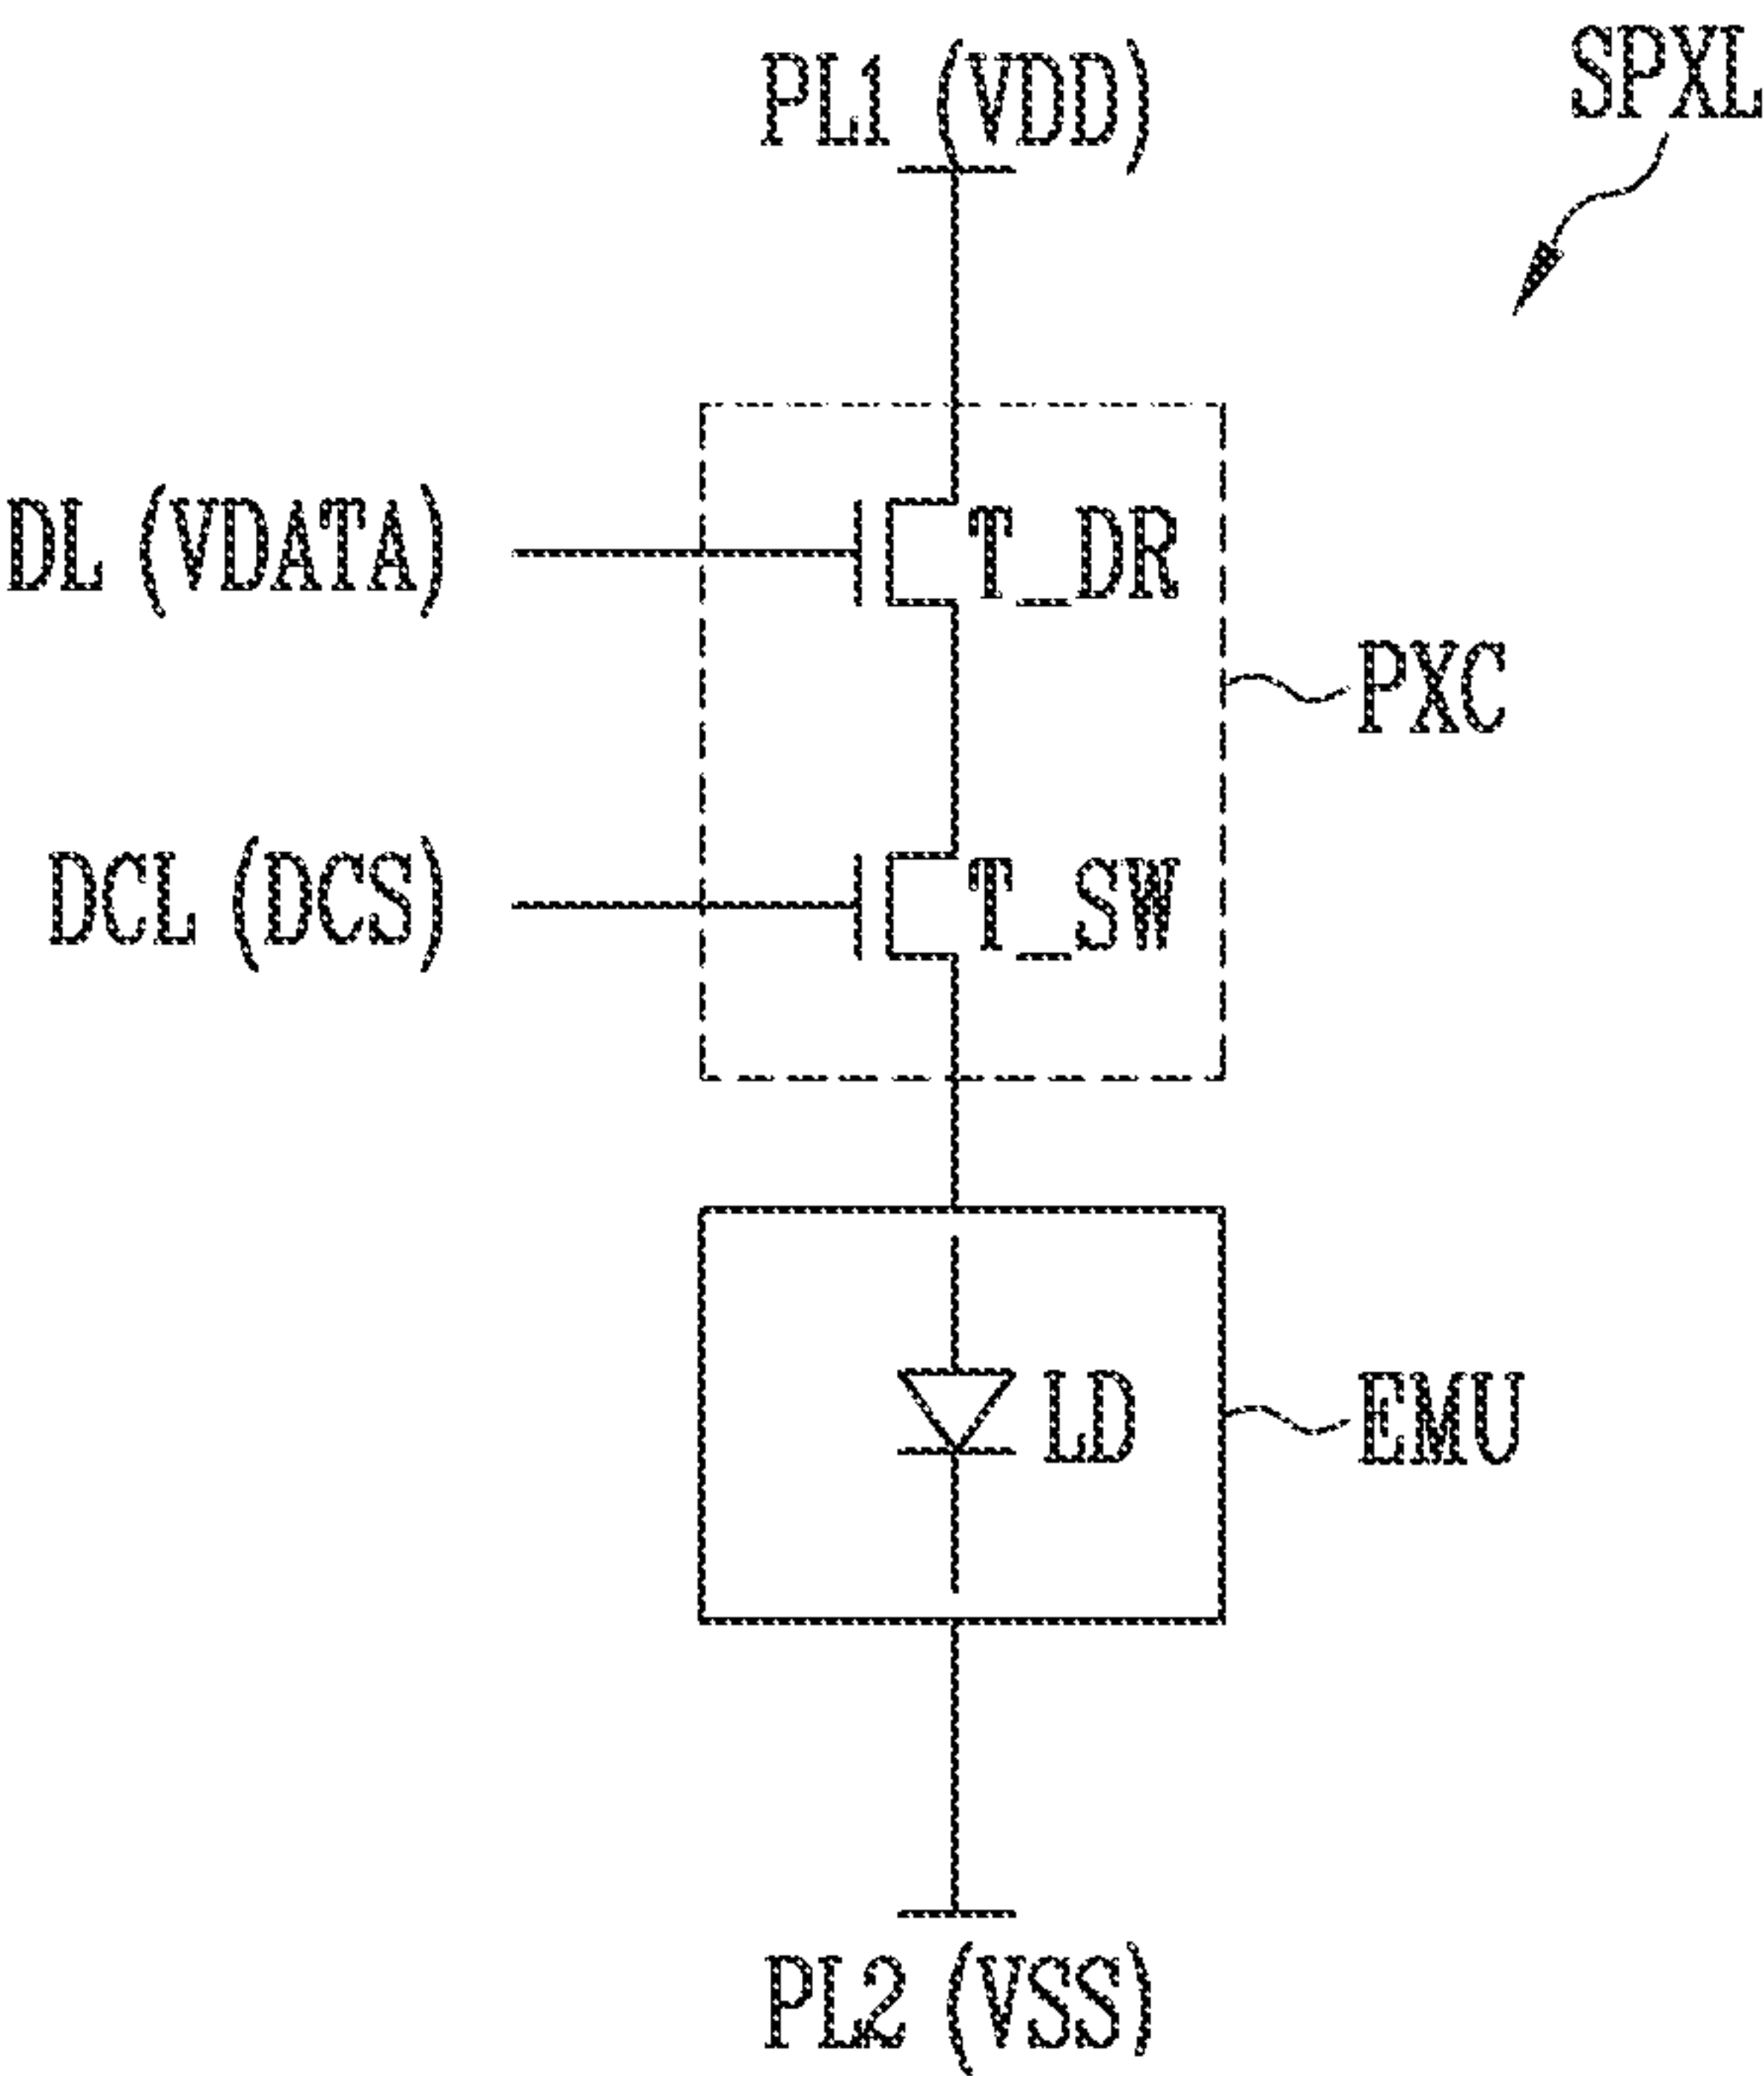 SPXL
PL1 (VDD)
DL (VDATA)
T_DR
PXC
DCL (DCS)
T_SW
LD
EMU
PL2 (VSS)